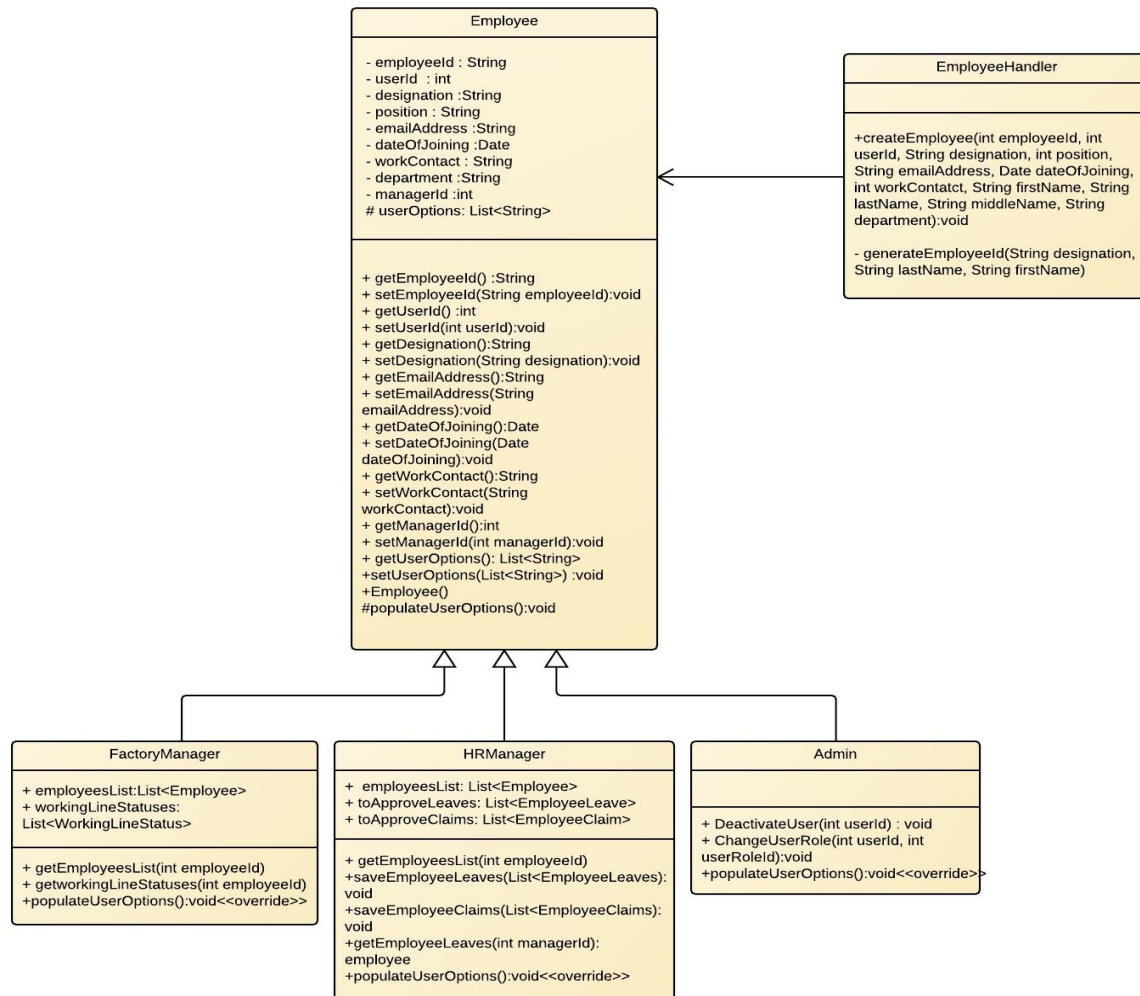 Employee
- employeeId : String
- userId : int
- designation :String
- position : String
- emailAddress :String
- dateOfJoining :Date
- workContact : String
- department :String
- managerId :int
# userOptions: List<String>
+ getEmployeeId() :String
+ setEmployeeId(String employeeId):void
+ getUserId() :int
+ setUserId(int userId):void
+ getDesignation():String
+ setDesignation(String designation):void
+ getEmailAddress():String
+ setEmailAddress(String
emailAddress):void
+ getDateOfJoining():Date
+ setDateOfJoining(Date
dateOfJoining):void
+ getWorkContact():String
+ setWorkContact(String
workContact):void
+ getManagerId():int
+ setManagerId(int managerId):void
+ getUserOptions(): List<String>
+setUserOptions(List<String>) :void
+Employee()
#populateUserOptions():void
EmployeeHandler
+createEmployee(int employeeId, int
userId, String designation, int position,
String emailAddress, Date dateOfJoining,
int workContatct, String firstName, String
lastName, String middleName, String
department):void
- generateEmployeeId(String designation,
String lastName, String firstName)
FactoryManager
+ employeesList:List<Employee>
+ workingLineStatuses:
List<WorkingLineStatus>
+ getEmployeesList(int employeeId)
+ getworkingLineStatuses(int employeeId)
+populateUserOptions():void<<override>>
HRManager
+ employeesList: List<Employee>
+ toApproveLeaves: List<EmployeeLeave>
+ toApproveClaims: List<EmployeeClaim>
+ getEmployeesList(int employeeId)
+saveEmployeeLeaves(List<EmployeeLeaves):
void
+saveEmployeeClaims(List<EmployeeClaims):
void
+getEmployeeLeaves(int managerId):
employee
+populateUserOptions():void<<override>>
Admin
+ DeactivateUser(int userId) : void
+ ChangeUserRole(int userId, int
userRoleId):void
+populateUserOptions():void<<override>>